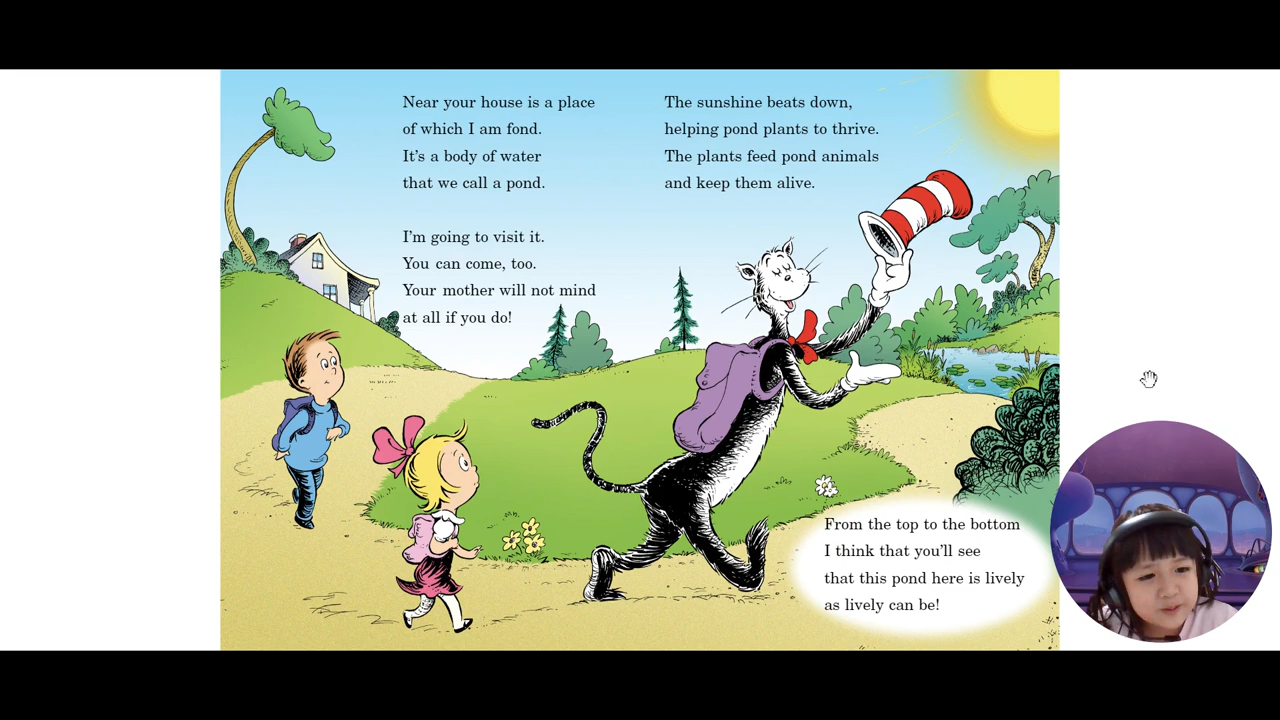 Near your house is a place
of which I am fond.
It's a body of water
that we call a pond.
I'm going to visit it.
You can come, too.
Your mother will not mind
at all if you do!
The sunshine beats down,
helping pond plants to thrive.
The plants feed pond animals
and keep them alive.
From the top to the bottom
I think that you'll see
that this pond here is lively
as lively can be!